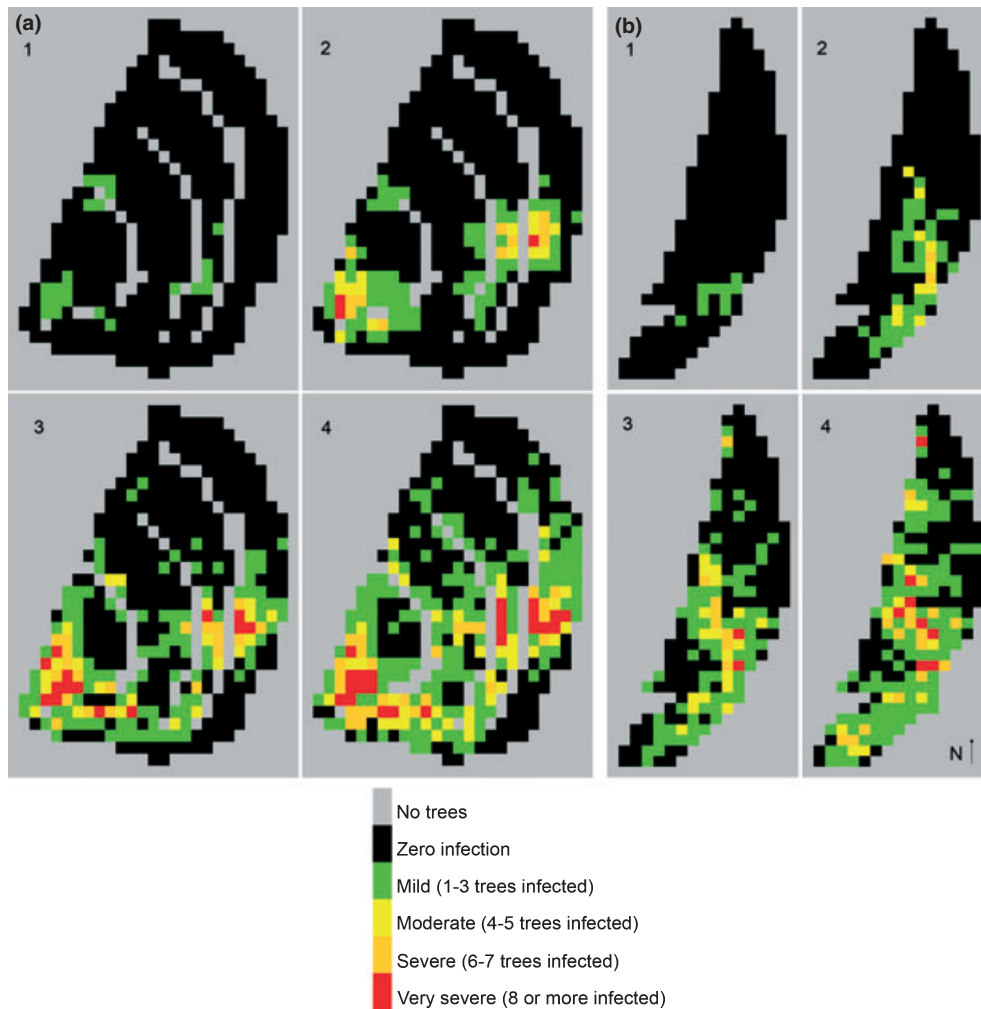 (a)
1
2
(b)
1
2
3
4
3
4
N
No trees
Zero infection
Mild (1-3 trees infected)
Moderate (4-5 trees infected)
Severe (6-7 trees infected)
Very severe (8 or more infected)